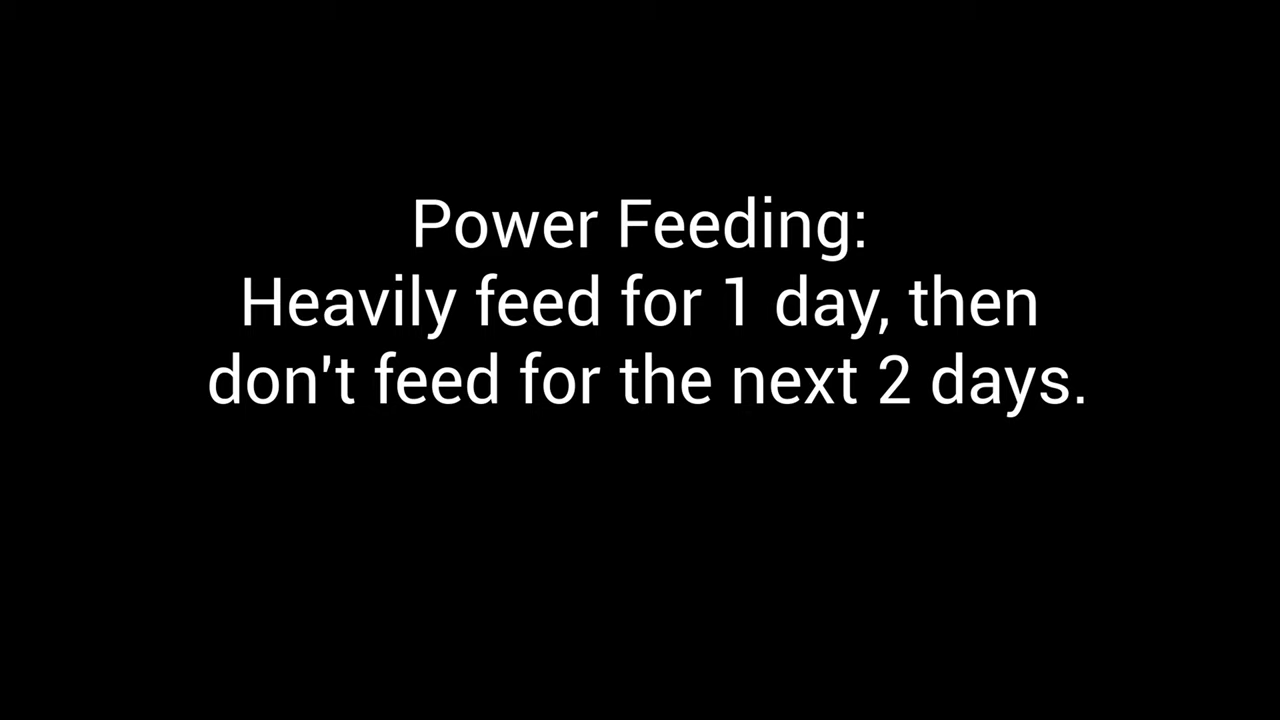 Power Feeding:
Heavily feed for 1 day, then
don't feed for the next 2 days.